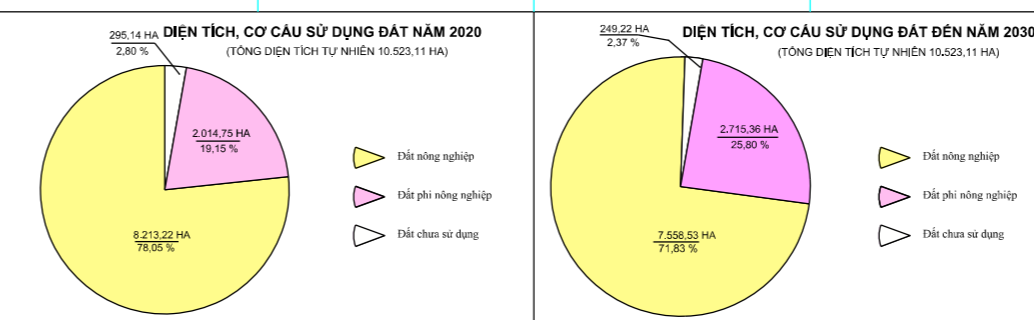 DIỆN TÍCH, CƠ CẤU SỬ DỤNG ĐẤT NĂM 2020
(TỔNG DIỆN TÍCH TỰ NHIÊN 10.523,11 HA)
295,14 HA
2,80 %
2.014,75 HA
19,15 %
8.213,22 HA
78,05 %
Đất nông nghiệp
Đất phi nông nghiệp
Đất chưa sử dụng
DIỆN TÍCH, CƠ CẤU SỬ DỤNG ĐẤT ĐẾN NĂM 2030
(TỔNG DIỆN TÍCH TỰ NHIÊN 10.523,11 HA)
249,22 HA
2,37 %
2.715,36 HA
25,80 %
7.558,53 HA
71,83 %
Đất nông nghiệp
Đất phi nông nghiệp
Đất chưa sử dụng